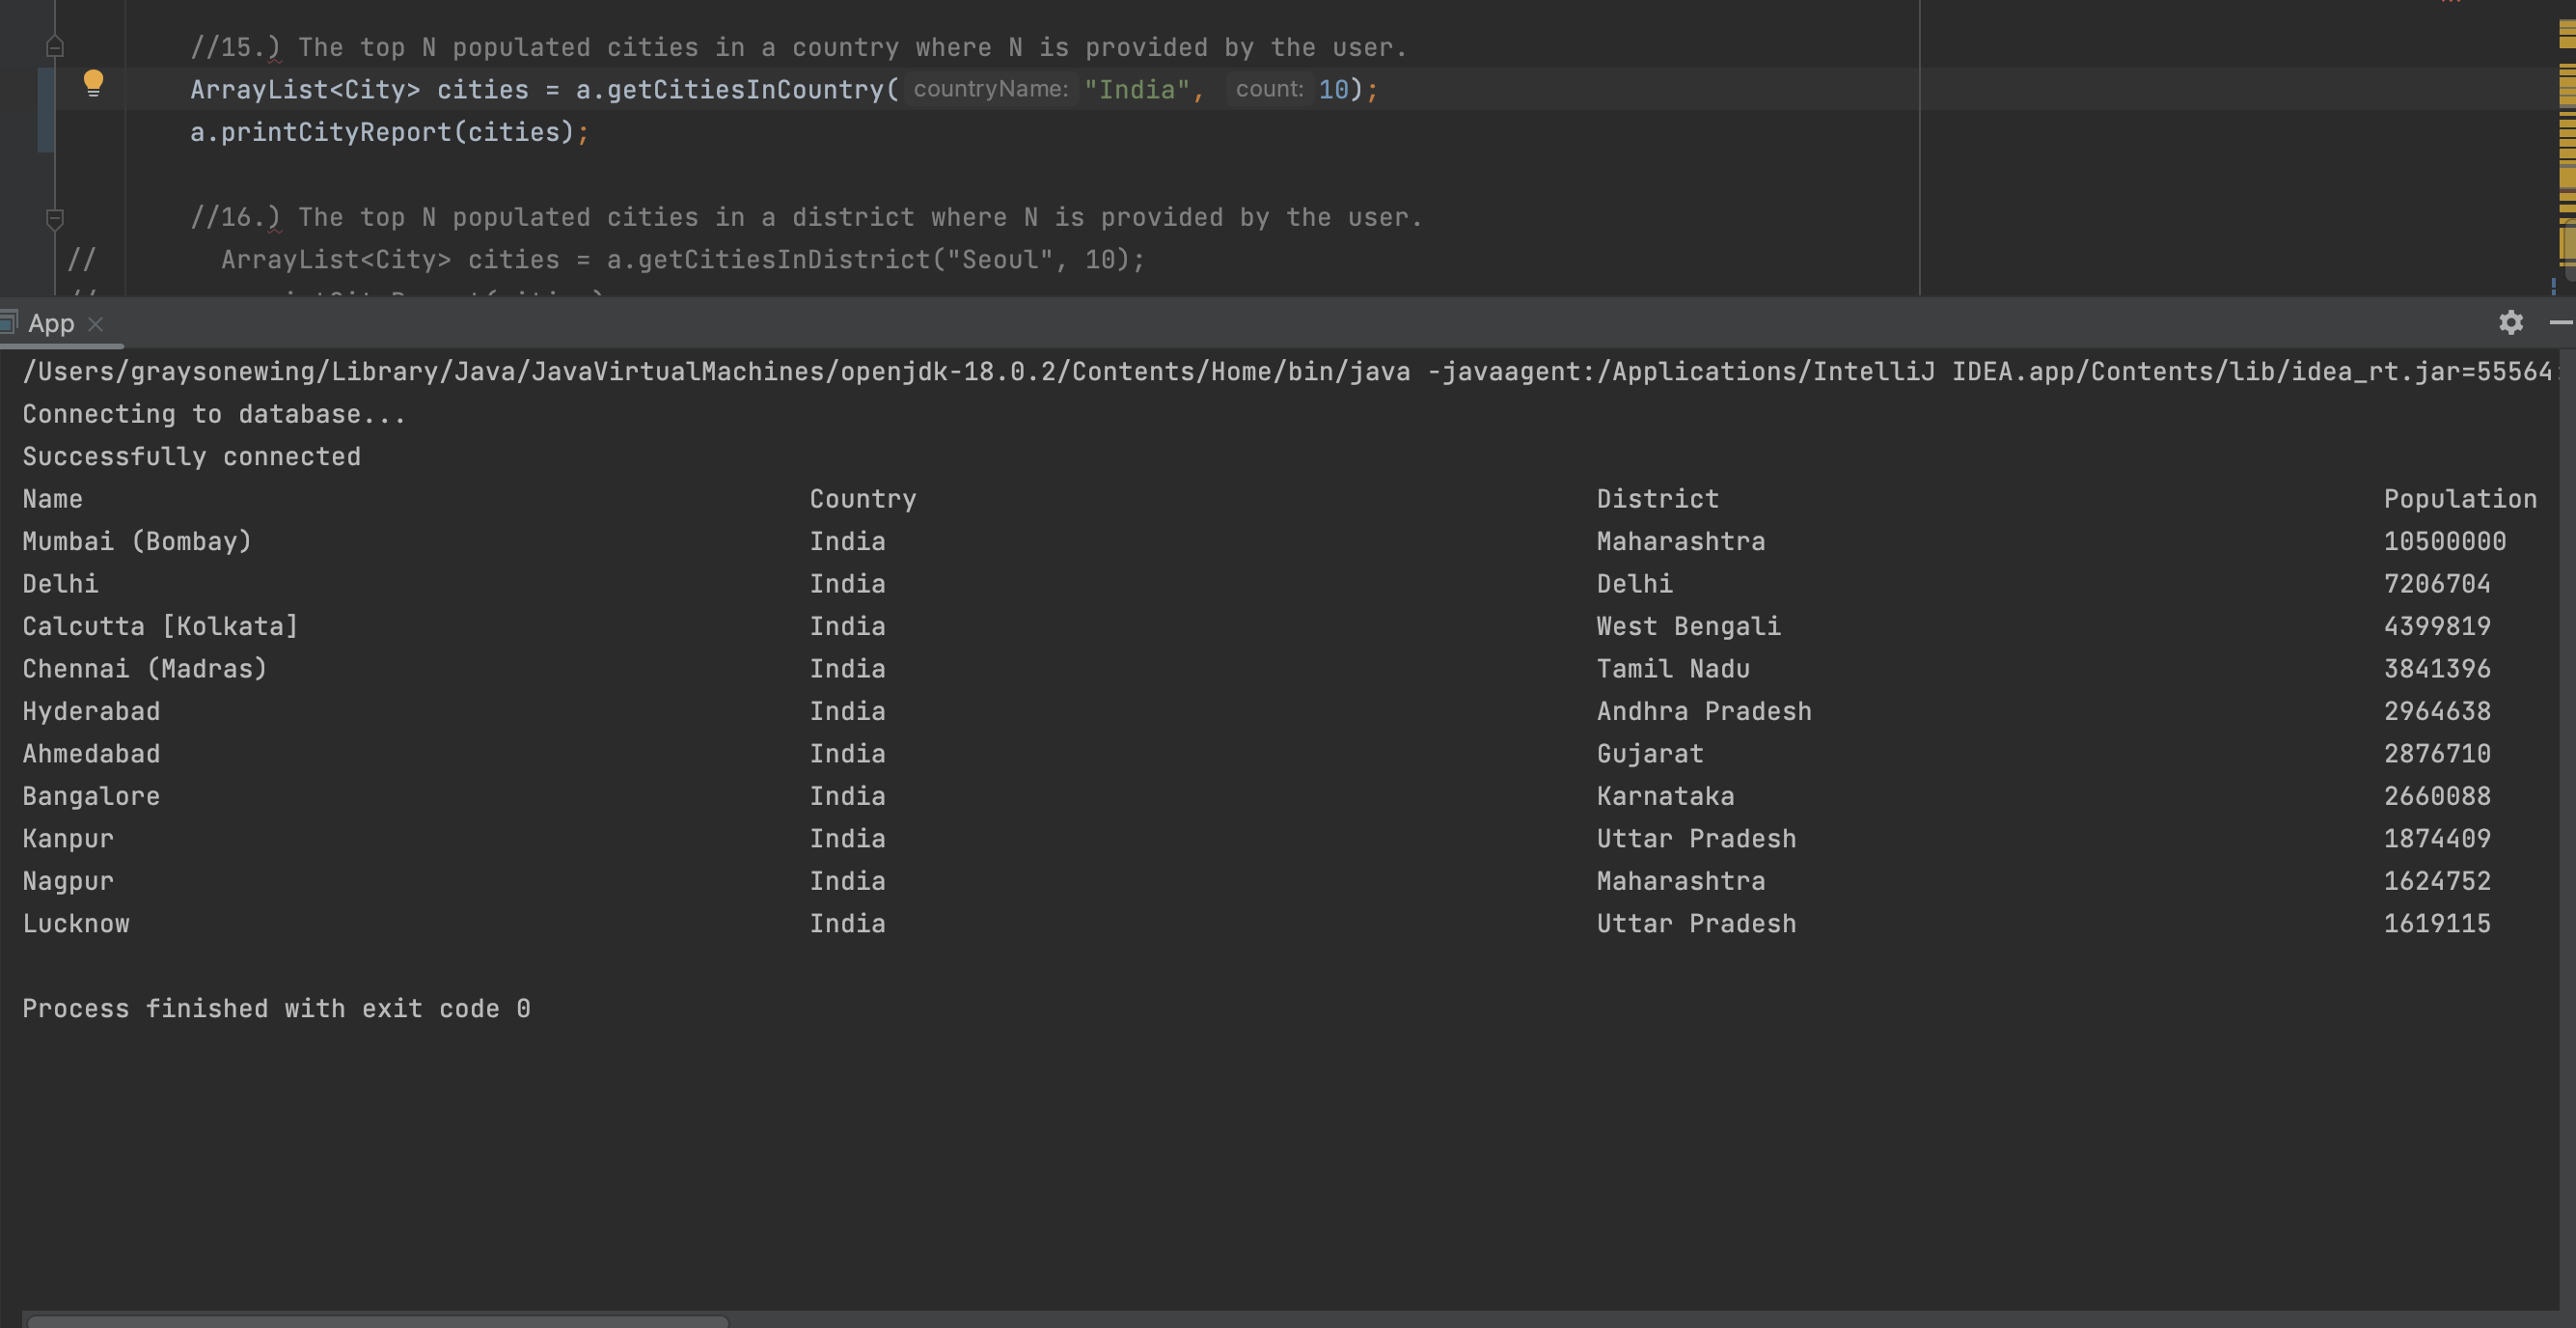 //15.) The top N populated cities in a country where N is provided by the user.
ArrayList<City> cities = a.getCitiesInCountry( countryName: "India", count: 10);
a.printCityReport(cities);
//16.) The top N populated cities in a district where N is provided by the user.
// ArrayList<City> cities = a.getCitiesInDistrict("Seoul", 10);
App
/Users/graysonewing/Library/Java/JavaVirtualMachines/openjdk-18.0.2/Contents/Home/bin/java -javaagent:/Applications/IntelliJ IDEA.app/Contents/lib/idea_rt.jar=55564:
Connecting to database...
Successfully connected
Name Country District Population
Mumbai (Bombay) India Maharashtra 10500000
Delhi India Delhi 7206704
Calcutta [Kolkata] India West Bengali 4399819
Chennai (Madras) India Tamil Nadu 3841396
Hyderabad India Andhra Pradesh 2964638
Ahmedabad India Gujarat 2876710
Bangalore India Karnataka 2660088
Kanpur India Uttar Pradesh 1874409
Nagpur India Maharashtra 1624752
Lucknow India Uttar Pradesh 1619115
Process finished with exit code 0